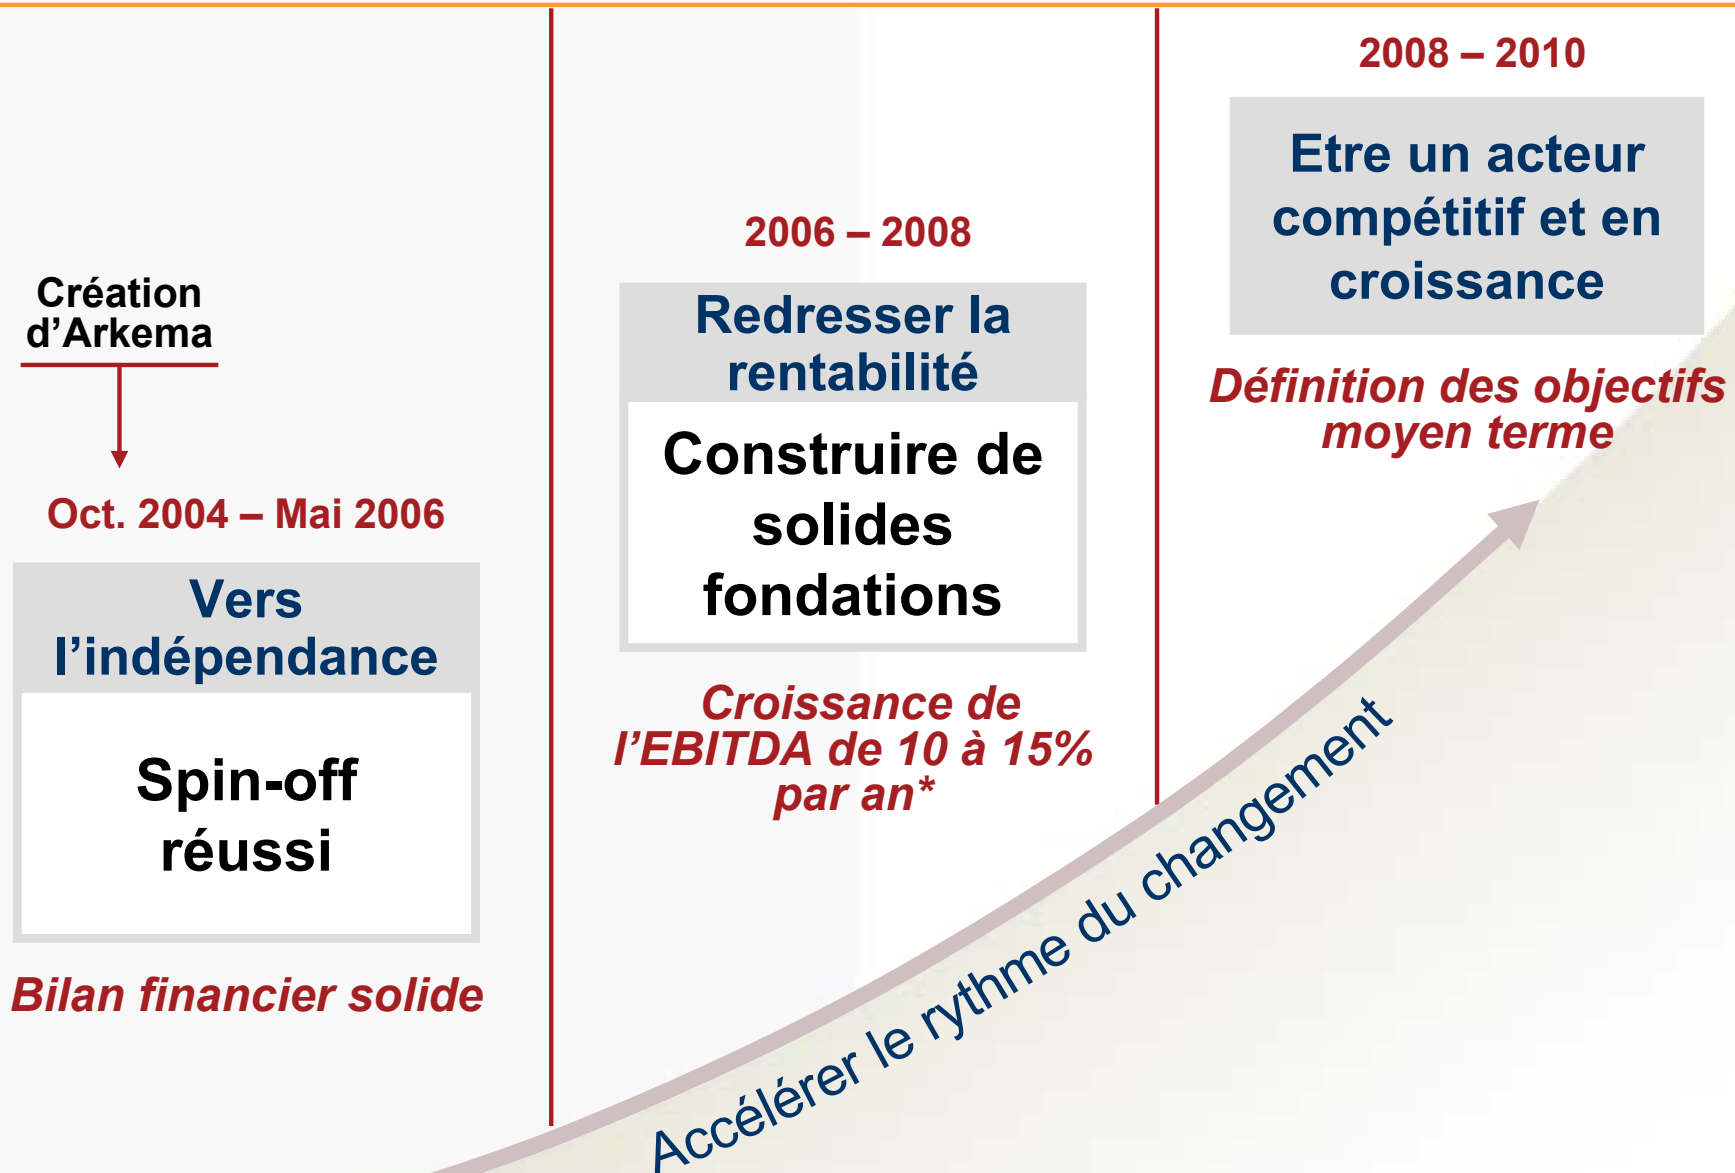 Création
d’Arkema
Oct. 2004 – Mai 2006
Vers
l’indépendance
Spin-off
réussi
Bilan financier solide
2006 – 2008
Redresser la
rentabilité
Construire de
solides
fondations
Croissance de
l’EBITDA de 10 à 15%
par an*
2008 – 2010
Etre un acteur
compétitif et en
croissance
Définition des objectifs
moyen terme
Accélérer le rythme du changement